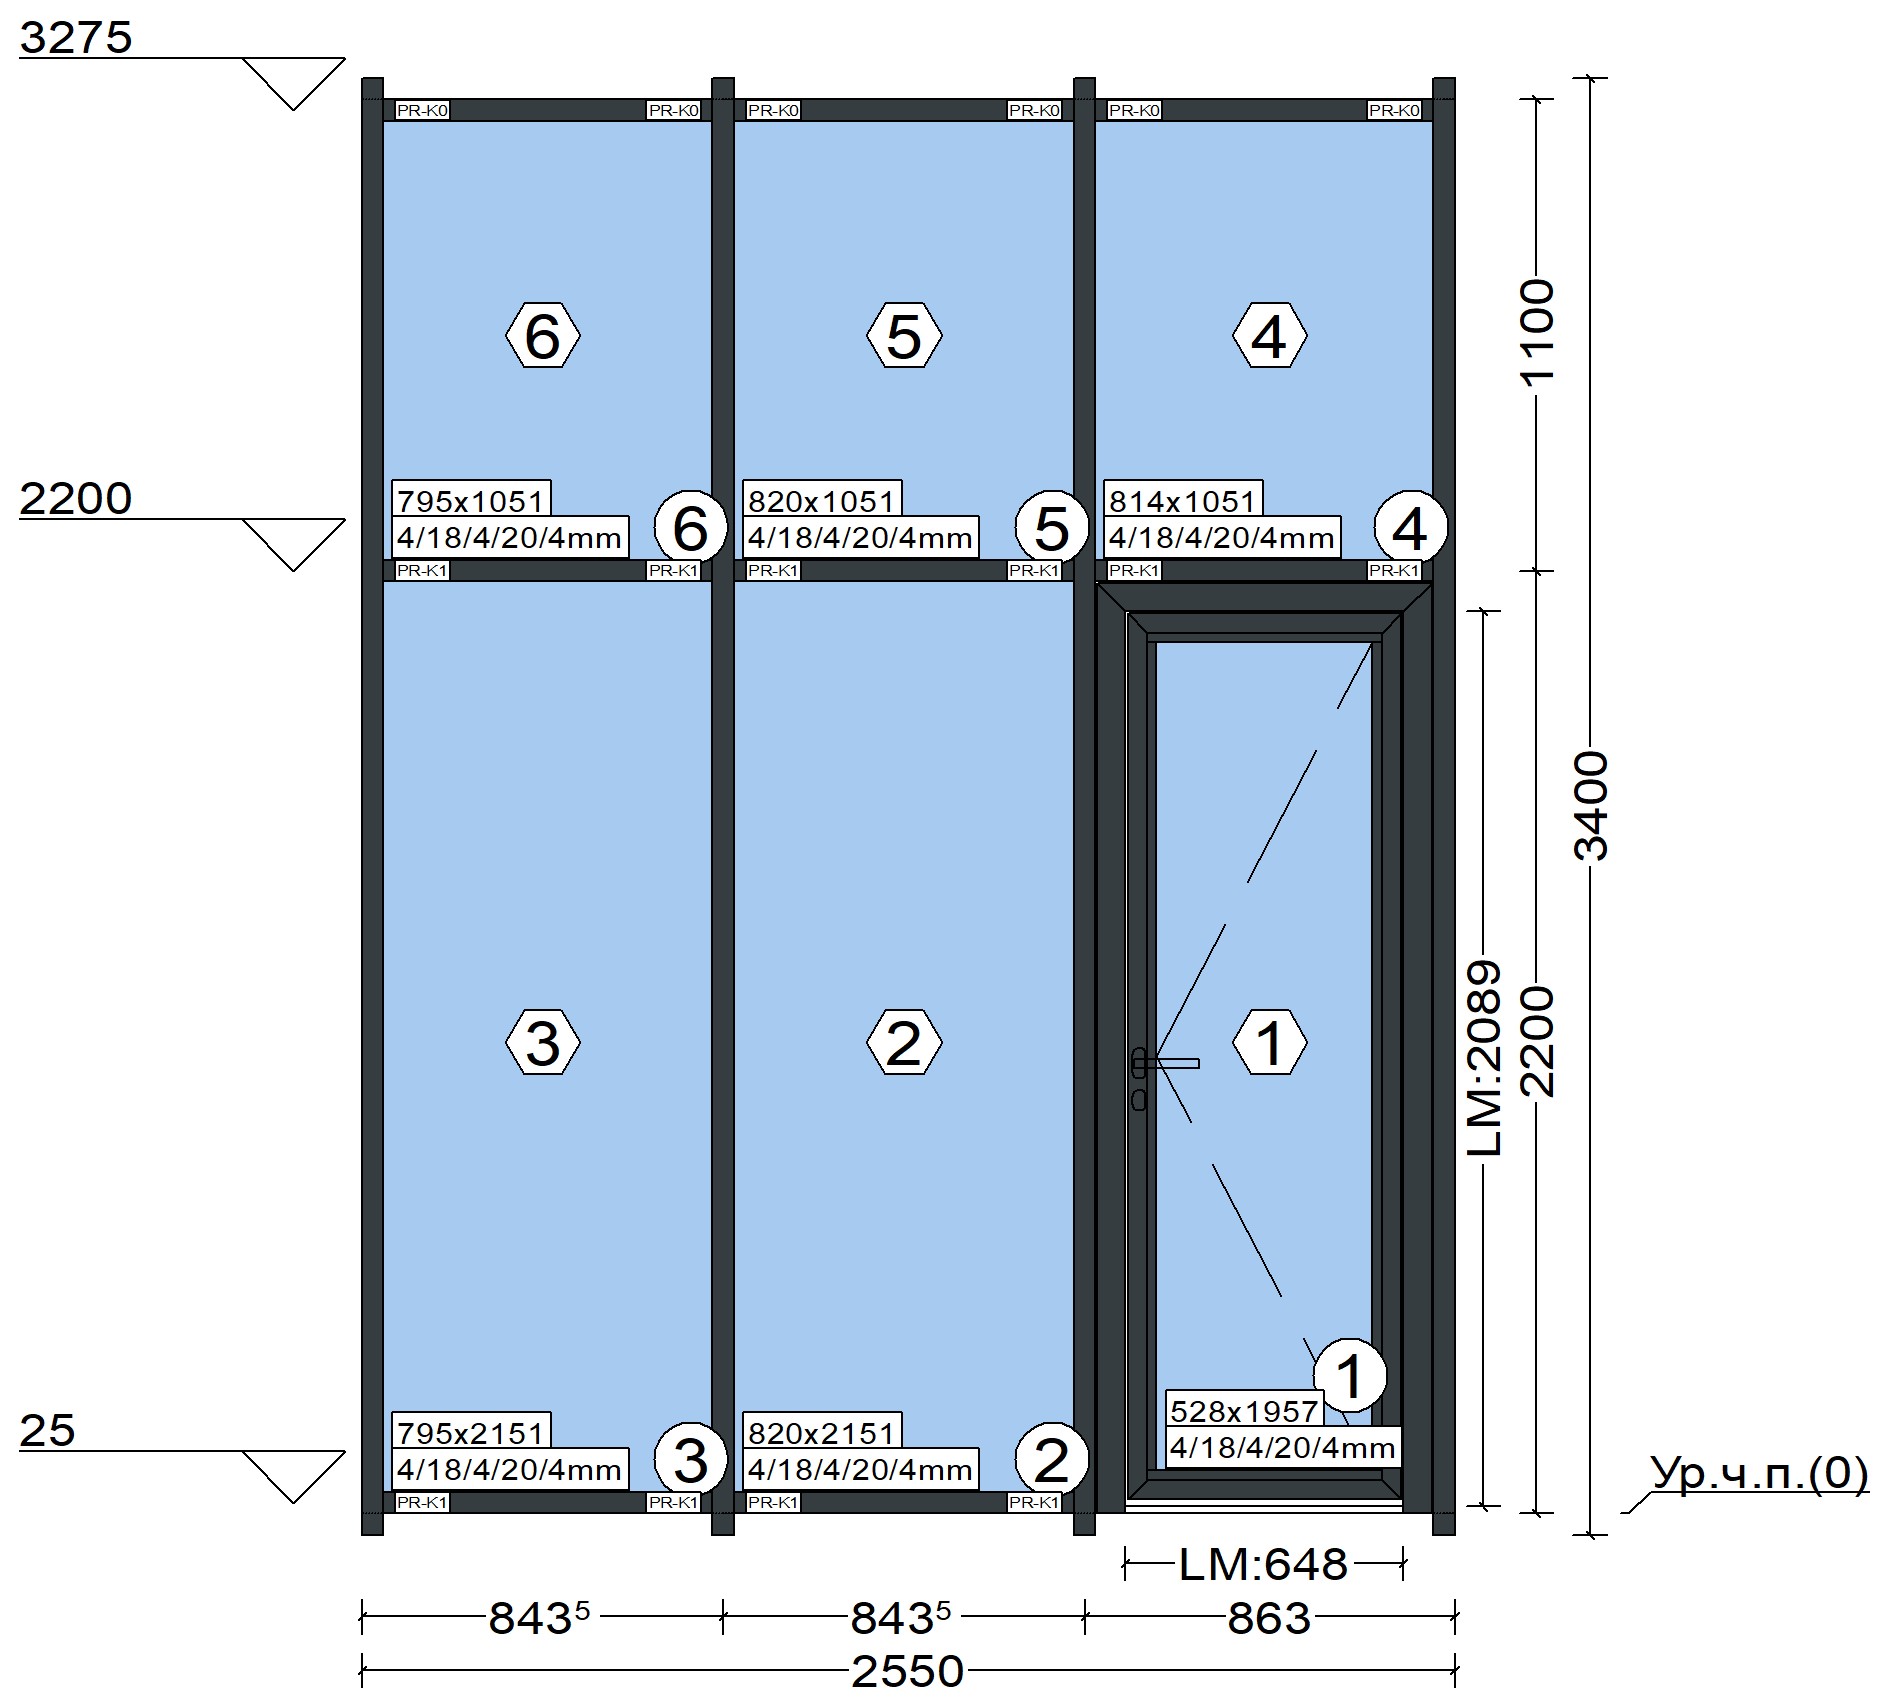 3275
PR-K0 PR-K0 PR-K0 PR-K0 PR-K0 PR-K0
6 5 4
1100
2200
795x1051 820x1051 814x1051
4/18/4/20/4mm 6 4/18/4/20/4mm 5 4/18/4/20/4mm 4
PR-K1 PR-K1 PR-K1 PR-K1 PR-K1 PR-K1
3400
3 2 1
LM:2089
2200
1
25
528x1957
4/18/4/20/4mm
795x2151 820x2151
4/18/4/20/4mm 3 4/18/4/20/4mm 2
PR-K1 PR-K1 PR-K1 PR-K1
Ур.ч.п.(0)
LM:648
843⁵ 843⁵ 863
2550